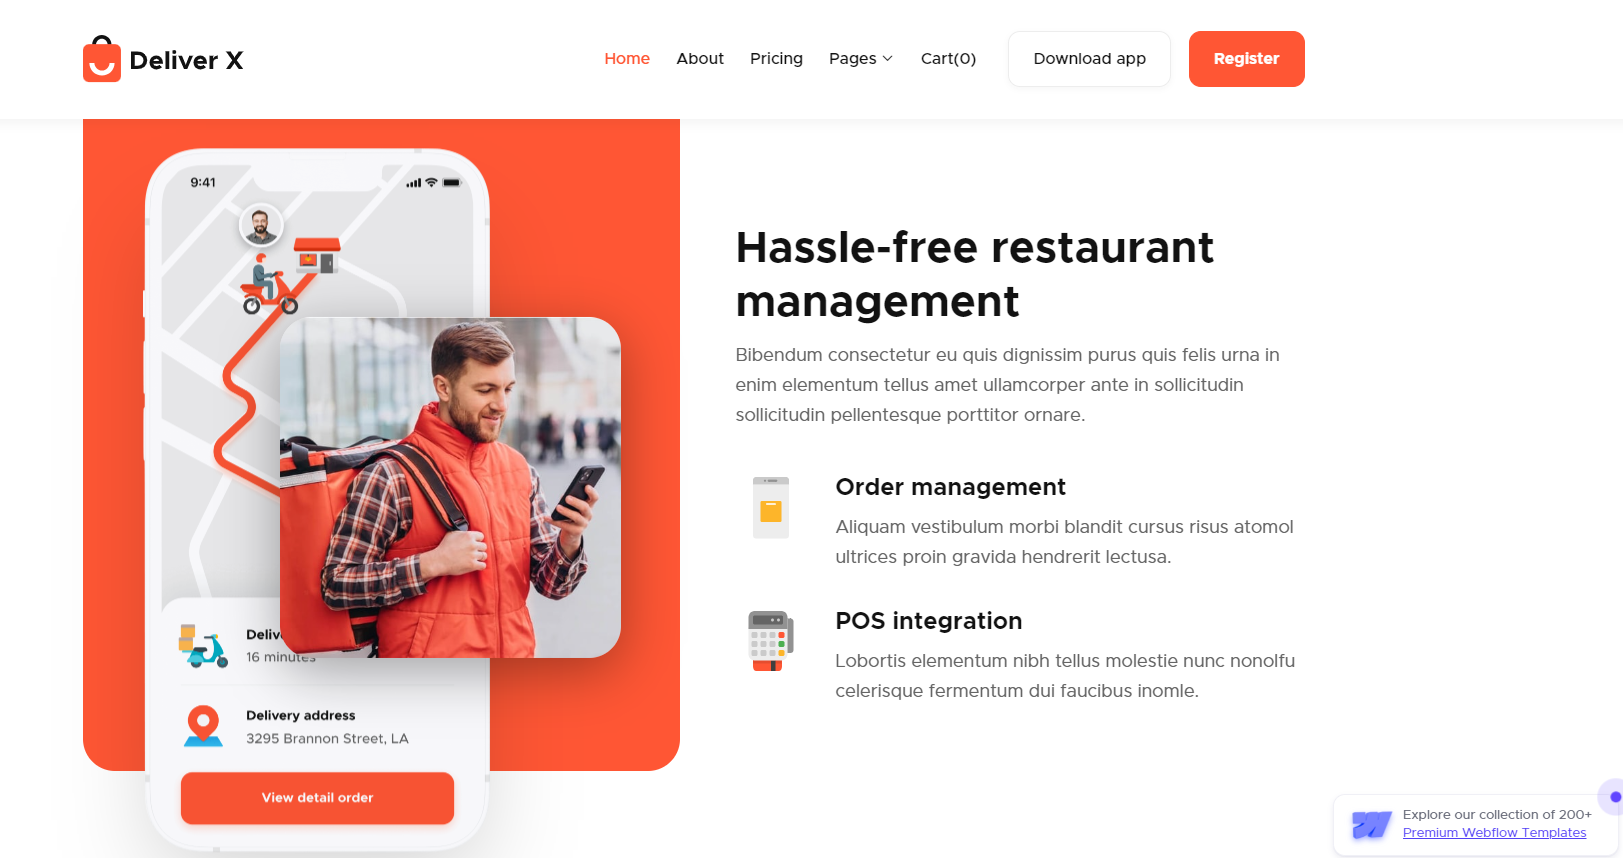 Deliver X
Home
About
Pricing
Pages
Cart(0)
Download app
Register
9:41
Hassle-free restaurant
management
Bibendum consectetur eu quis dignissim purus quis felis urna in
enim elementum tellus amet ullamcorper ante in sollicitudin
sollicitudin pellentesque porttitor ornare.
Order management
Aliquam vestibulum morbi blandit cursus risus atomol
ultrices proin gravida hendrerit lectusa.
POS integration
Lobortis elementum nibh tellus molestie nunc nonolfu
celerisque fermentum dui faucibus inomle.
16 minutes
Delivery address
3295 Brannon Street, LA
View detail order
Explore our collection of 200+
Premium Webflow Templates